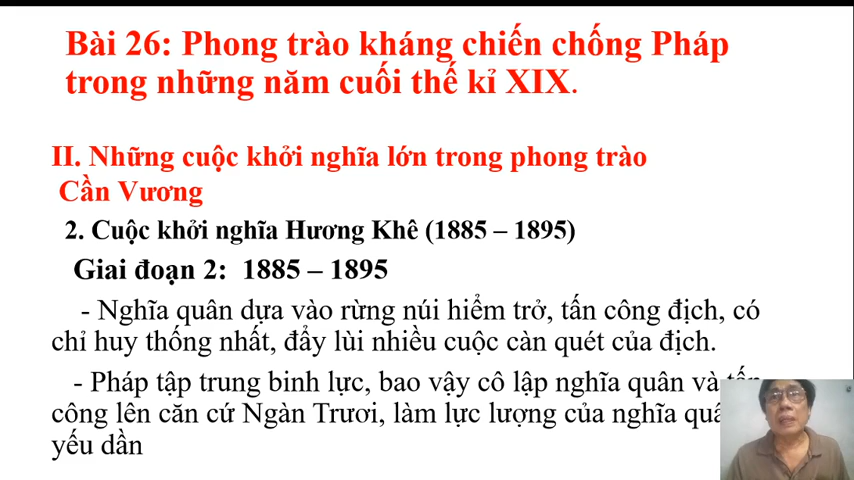 Bài 26: Phong trào kháng chiến chống Pháp
trong những năm cuối thế kỉ XIX.
II. Những cuộc khởi nghĩa lớn trong phong trào
Cần Vương
2. Cuộc khởi nghĩa Hương Khê (1885 – 1895)
Giai đoạn 2: 1885 – 1895
- Nghĩa quân dựa vào rừng núi hiểm trở, tấn công địch, có
chỉ huy thống nhất, đẩy lùi nhiều cuộc càn quét của địch.
- Pháp tập trung binh lực, bao vậy cô lập nghĩa quân và tấn
công lên căn cứ Ngàn Trươi, làm lực lượng của nghĩa
yếu dần